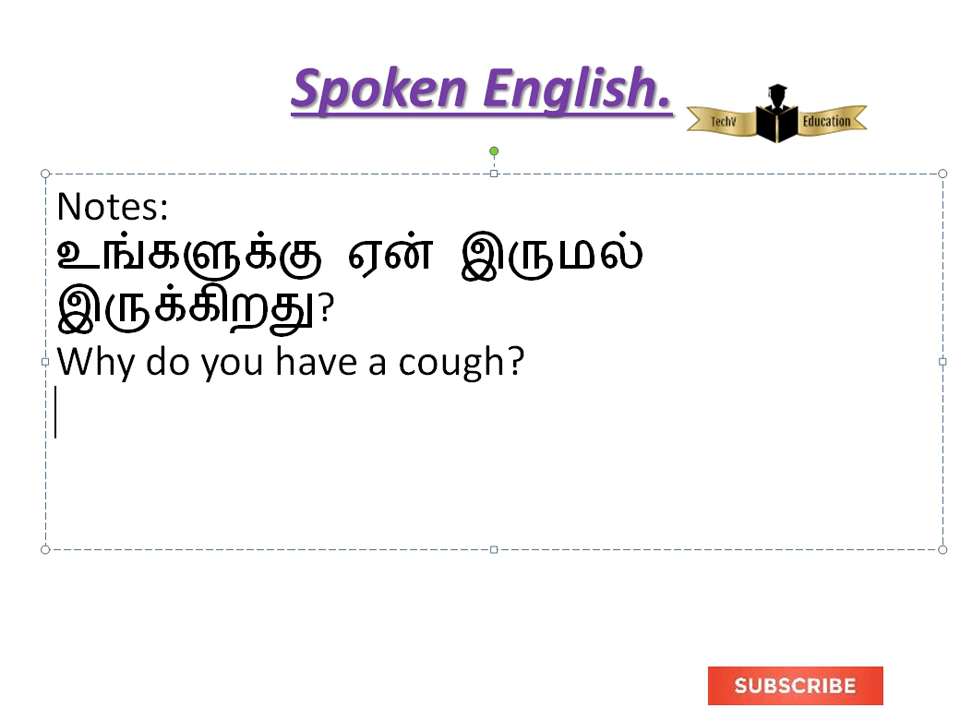 Spoken English.
TechV Education
Notes:
உங்களுக்கு ஏன் இருமல்
இருக்கிறது?
Why do you have a cough?
SUBSCRIBE